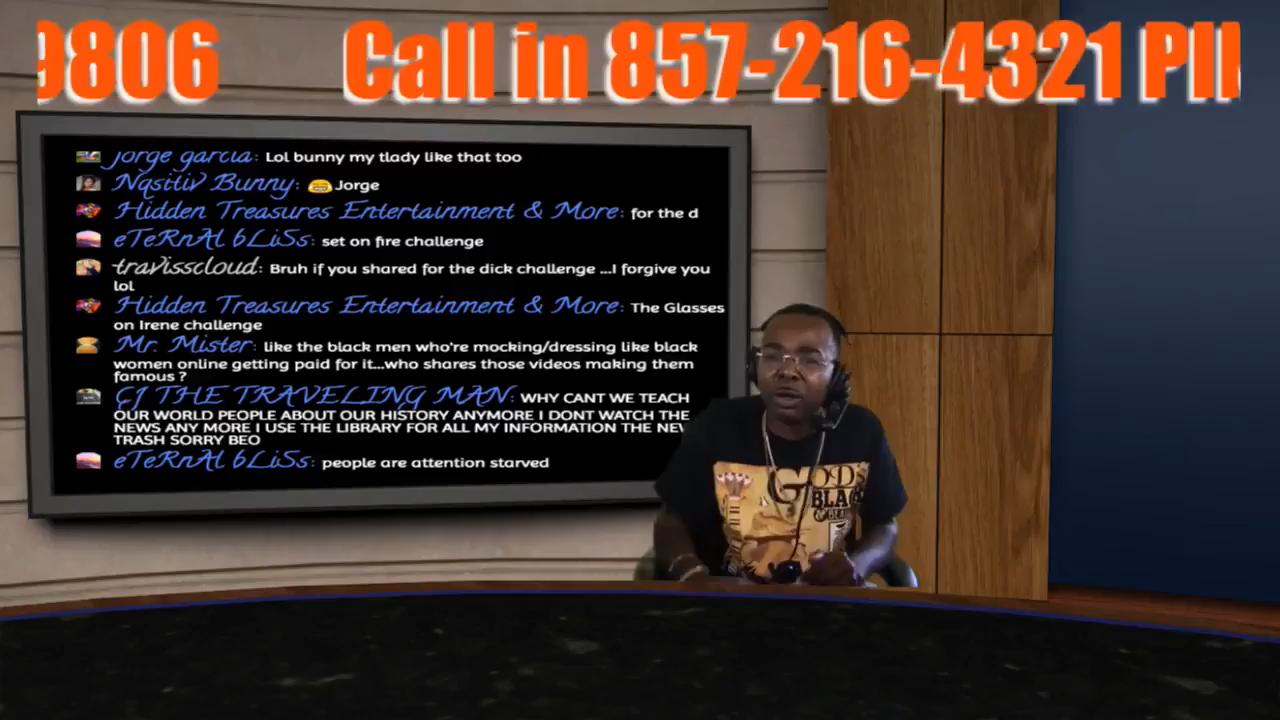 9806 Call in 857-216-4321 PI
jorge garcia: Lol bunny my tlady like that too
Nqsitiv Bunny: 😂 Jorge
Hidden Treasures Entertainment & More: for the d
eTeRnAl bLiSs: set on fire challenge
travisscloud: Bruh if you shared for the dick challenge ...I forgive you
lol
Hidden Treasures Entertainment & More: The Glasses
on Irene challenge
Mr. Mister: like the black men who're mocking/dressing like black
women online getting paid for it...who shares those videos making them
famous ?
CJ THE TRAVELING MAN: WHY CANT WE TEACH
OUR WORLD PEOPLE ABOUT OUR HISTORY ANYMORE I DONT WATCH THE
NEWS ANY MORE I USE THE LIBRARY FOR ALL MY INFORMATION THE NEW
TRASH SORRY BEO
eTeRnAl bLiSs: people are attention starved
GODS
BLA
OF